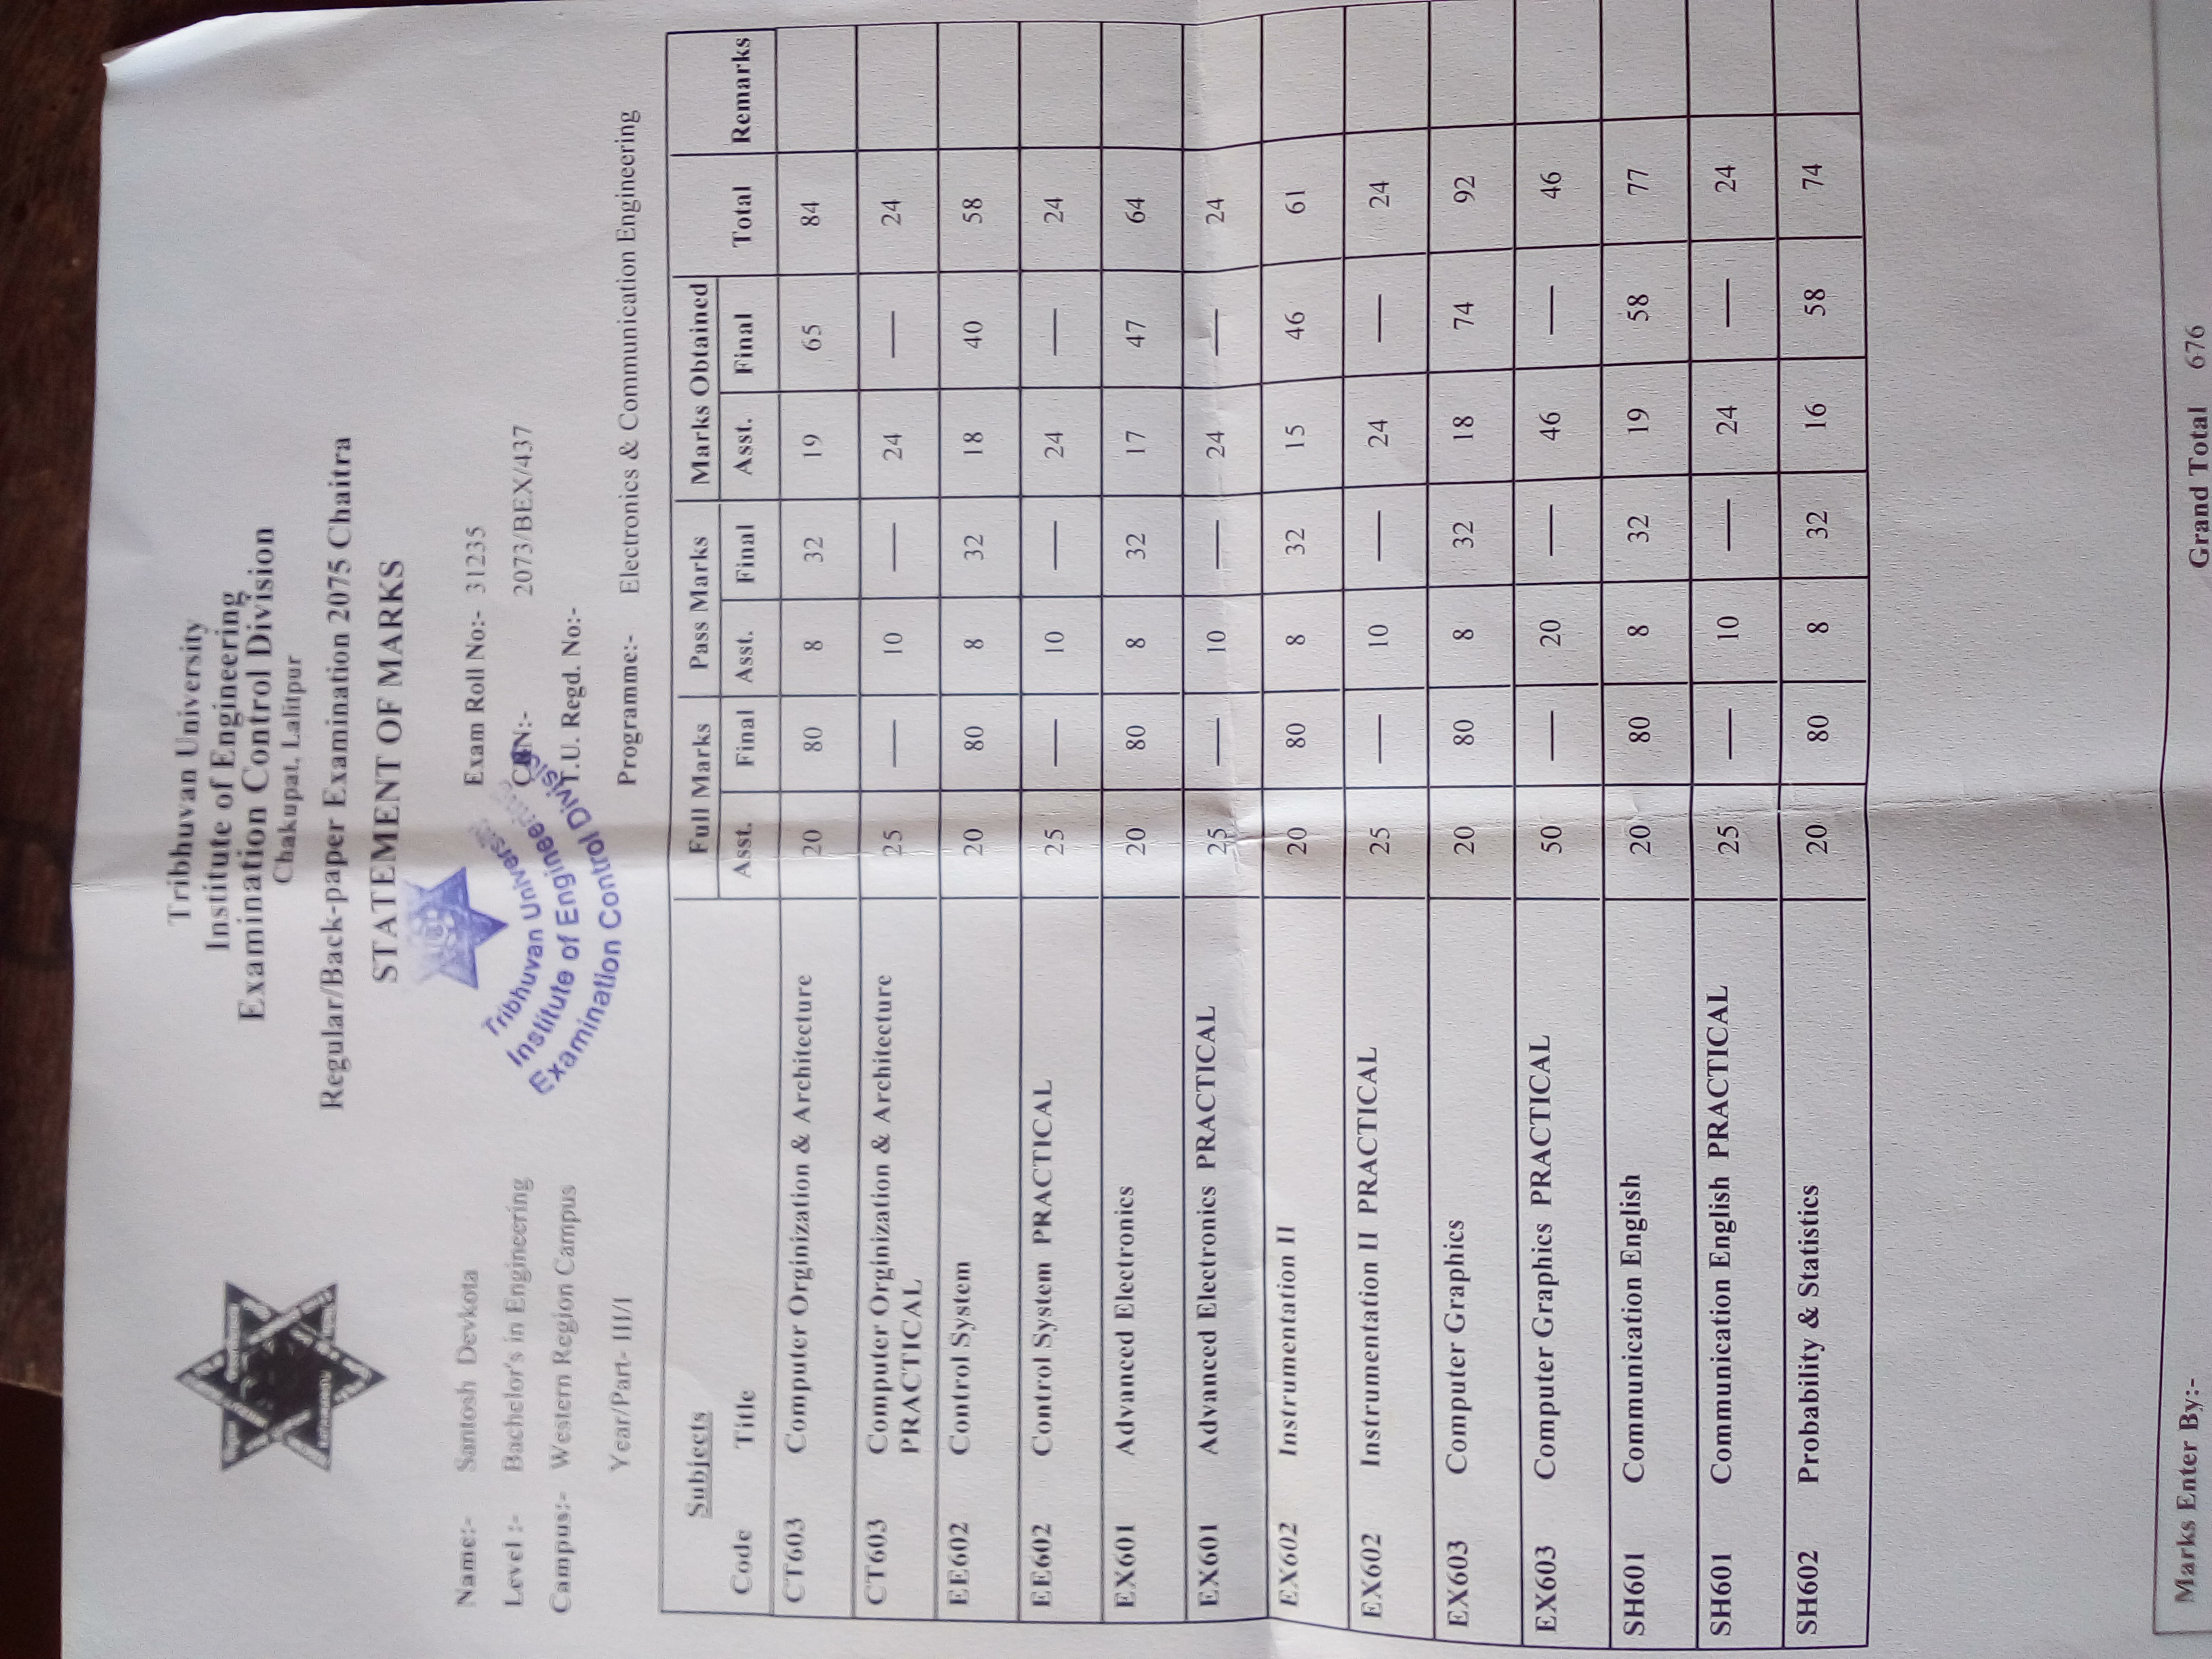 Tribhuvan University
Institute of Engineering
Examination Control Division
Chakupat, Lalitpur
Regular/Back-paper Examination 2075 Chaitra
STATEMENT OF MARKS
Tribhuvan University
Institute of Engineering
Examination Control Division
Name:- Santosh Devkota Exam Roll No:- 31235
Level :- Bachelor's in Engineering CRN:- 2073/BEX/437
Campus:- Western Region Campus T.U. Regd. No:-
Year/Part- III/I Programme:- Electronics & Communication Engineering
Subjects Full Marks Pass Marks Marks Obtained
Code Title Asst. Final Asst. Final Asst. Final Total Remarks
CT603 Computer Orginization & Architecture 20 80 8 32 19 65 84
CT603 Computer Orginization & Architecture 25 — 10 — 24 — 24
PRACTICAL
EE602 Control System 20 80 8 32 18 40 58
EE602 Control System PRACTICAL 25 — 10 — 24 — 24
EX601 Advanced Electronics 20 80 8 32 17 47 64
EX601 Advanced Electronics PRACTICAL 25 — 10 — 24 — 24
EX602 Instrumentation II 20 80 8 32 15 46 61
EX602 Instrumentation II PRACTICAL 25 — 10 — 24 — 24
EX603 Computer Graphics 20 80 8 32 18 74 92
EX603 Computer Graphics PRACTICAL 50 — 20 — 46 — 46
SH601 Communication English 20 80 8 32 19 58 77
SH601 Communication English PRACTICAL 25 — 10 — 24 — 24
SH602 Probability & Statistics 20 80 8 32 16 58 74
Marks Enter By:- Grand Total 676